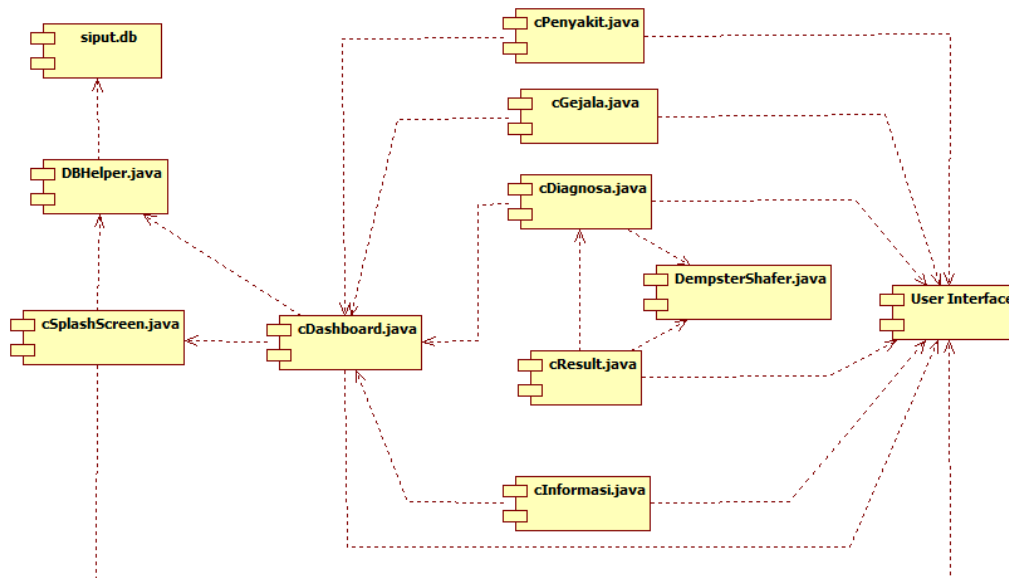 cPenyakit.java
siput.db
cGejala.java
DBHelper.java
cDiagnosa.java
DempsterShafer.java
User Interface
cSplashScreen.java
cDashboard.java
cResult.java
cInformasi.java